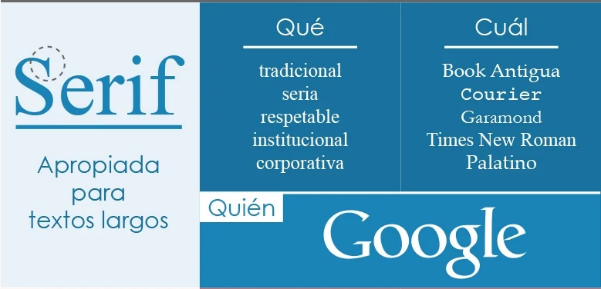 Serif
Apropiada
para
textos largos
Qué
tradicional
seria
respetable
institucional
corporativa
Cuál
Book Antigua
Courier
Garamond
Times New Roman
Palatino
Quién
Google